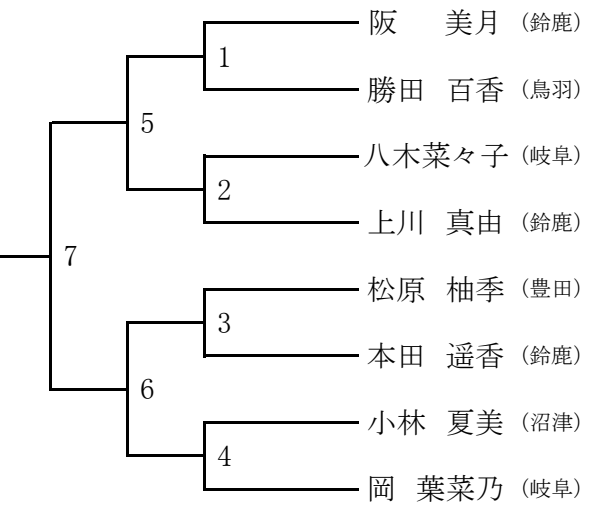 阪 美月 (鈴鹿)
1
勝田 百香 (鳥羽)
5
八木菜々子 (岐阜)
2
上川 真由 (鈴鹿)
7
松原 柚季 (豊田)
3
本田 遥香 (鈴鹿)
6
小林 夏美 (沼津)
4
岡 葉菜乃 (岐阜)